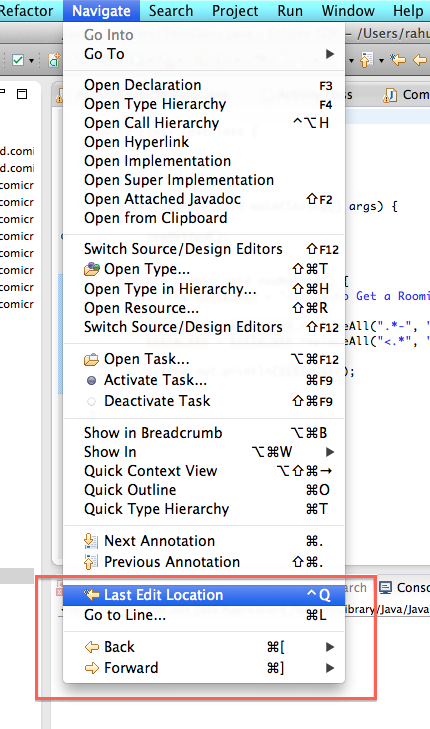 Refactor Navigate Search Project Run Window Help
Go Into
- /Users/rahu
Go To
Open Declaration F3
ss Com
Open Type Hierarchy F4
Open Call Hierarchy ⌃⌥H
Open Hyperlink
d.comi
Open Implementation
d.comi
Open Super Implementation
comicr
Open Attached Javadoc ⇧F2
comicr
args) {
Open from Clipboard
comicr
comicr
Switch Source/Design Editors ⇧F12
comicr
Open Type... ⇧⌘T
comicr
{
Open Type in Hierarchy... ⇧⌘H
comicr
o Get a Roomi
Open Resource... ⇧⌘R
comicr
Switch Source/Design Editors ⇧F12
eAll(".*-", "
eAll("<.*", "
Open Task... ⌥⌘F12
);
Activate Task... ⌘F9
Deactivate Task ⇧⌘F9
Show in Breadcrumb ⌥⌘B
Show In ⌥⌘W
Quick Context View ⌥⇧⌘→
Quick Outline ⌘O
Quick Type Hierarchy ⌘T
Next Annotation ⌘.
Previous Annotation ⇧⌘.
arch Conso
Last Edit Location ⌃Q
ibrary/Java/Java
Go to Line... ⌘L
Back ⌘[
Forward ⌘]